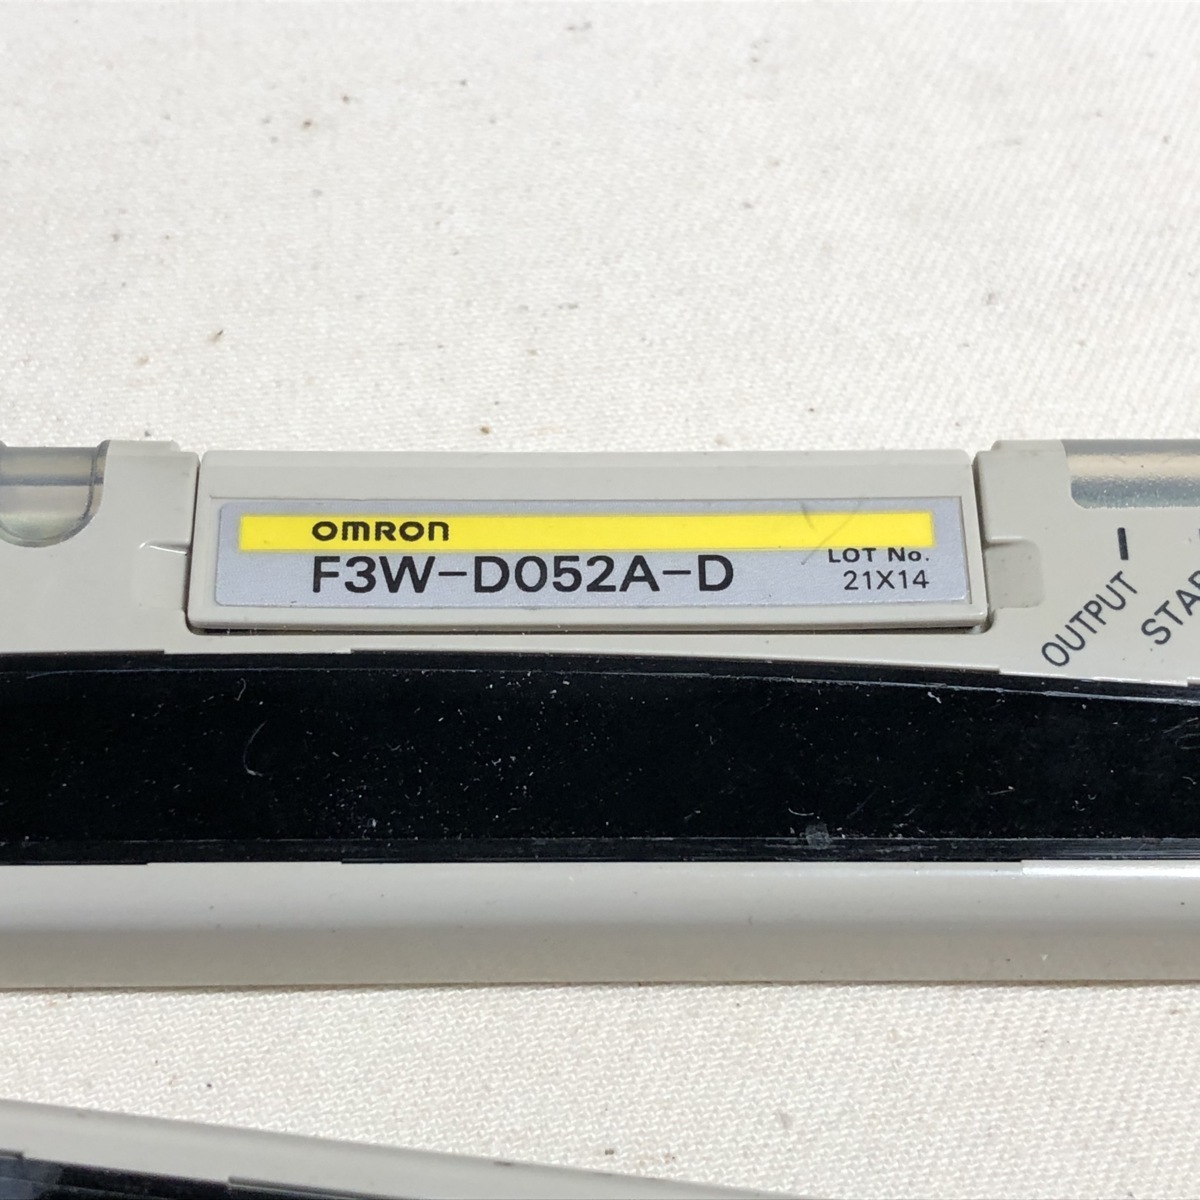 OMRON
F3W-D052A-D
LOT No.
21X14
OUTPUT